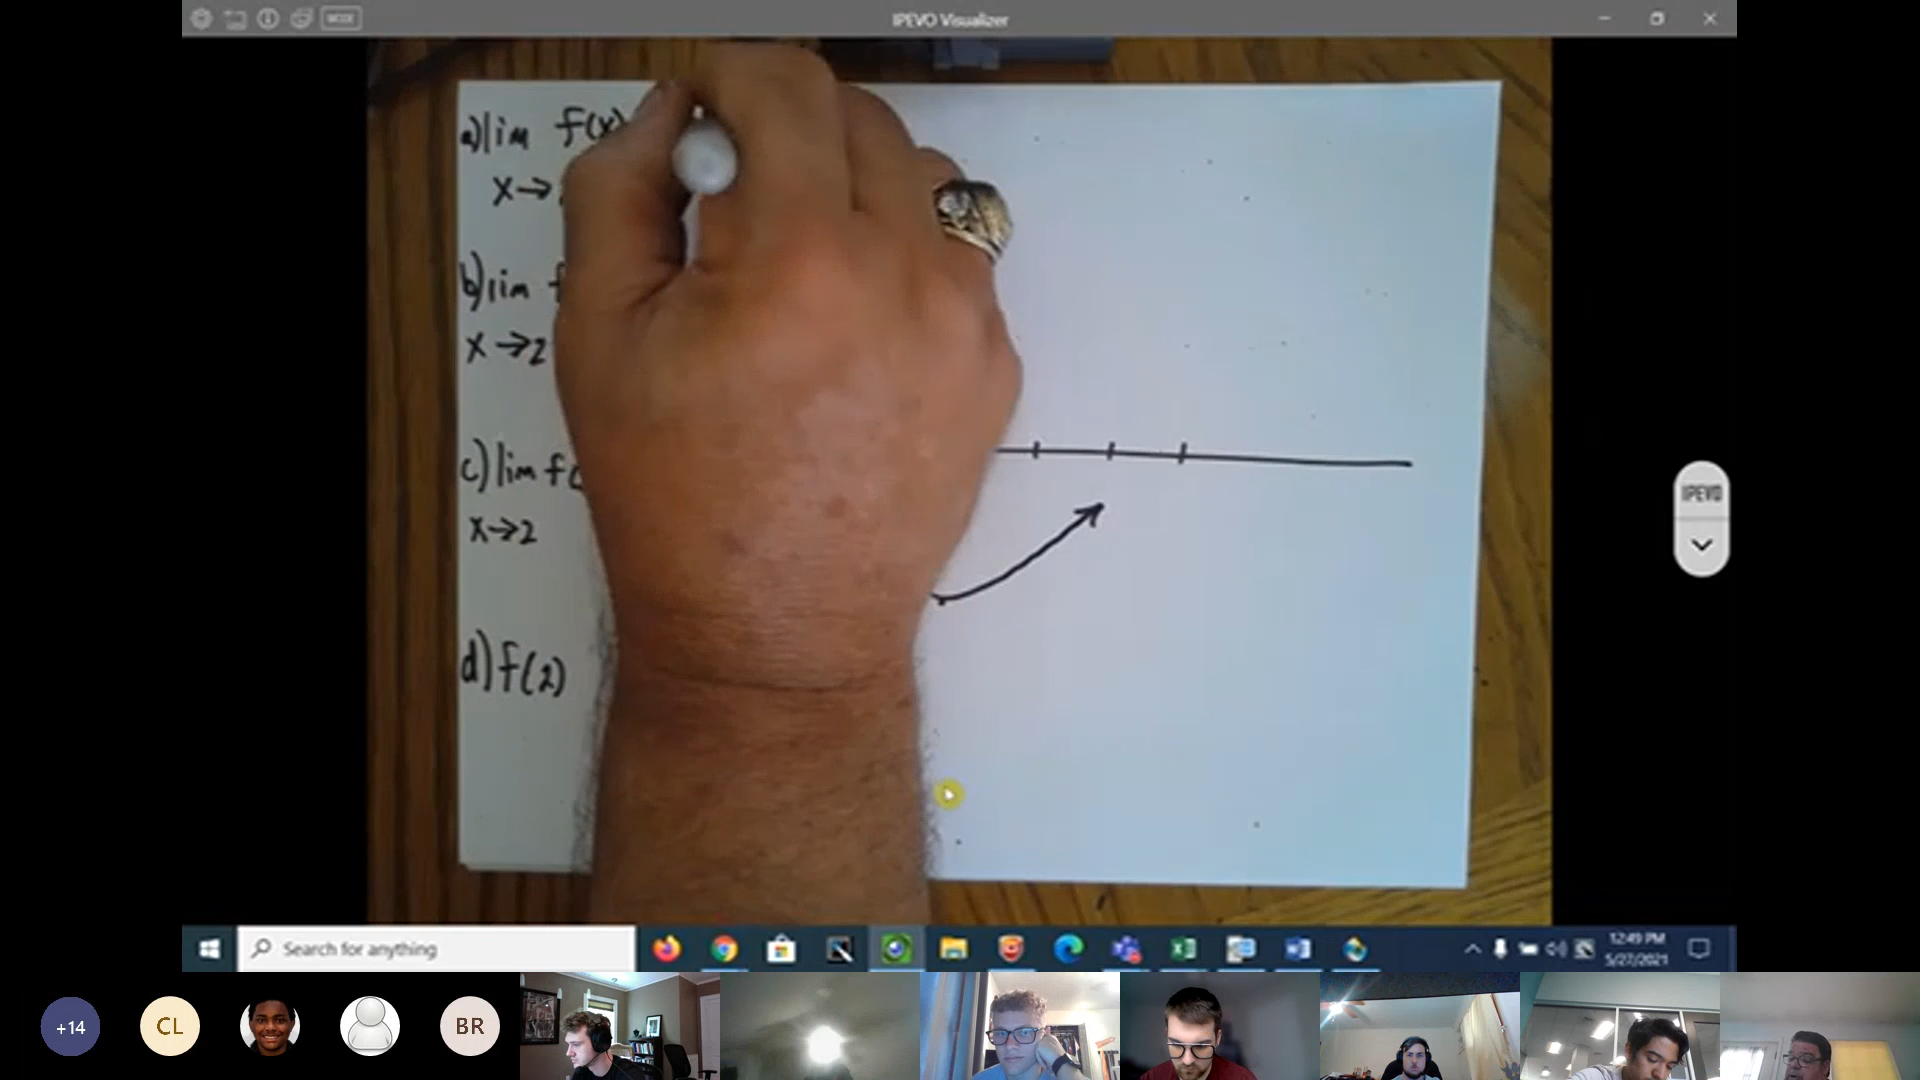 MODE
IPEVO Visualizer
a) lim f(x)
x→
b) lim f
x→2
c) lim f(
x→2
d) f(2)
IPEVO
Search for anything
12:49 PM
5/27/2021
+14
CL
BR